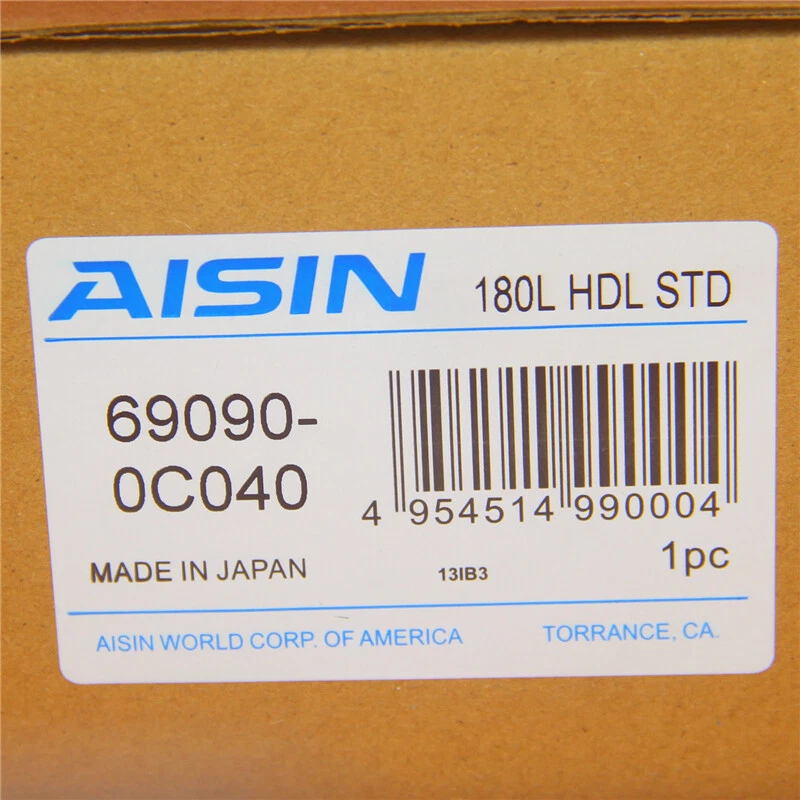 AISIN 180L HDL STD
69090-
0C040
4 954514 990004
MADE IN JAPAN 13IB3 1pc
AISIN WORLD CORP. OF AMERICA TORRANCE, CA.